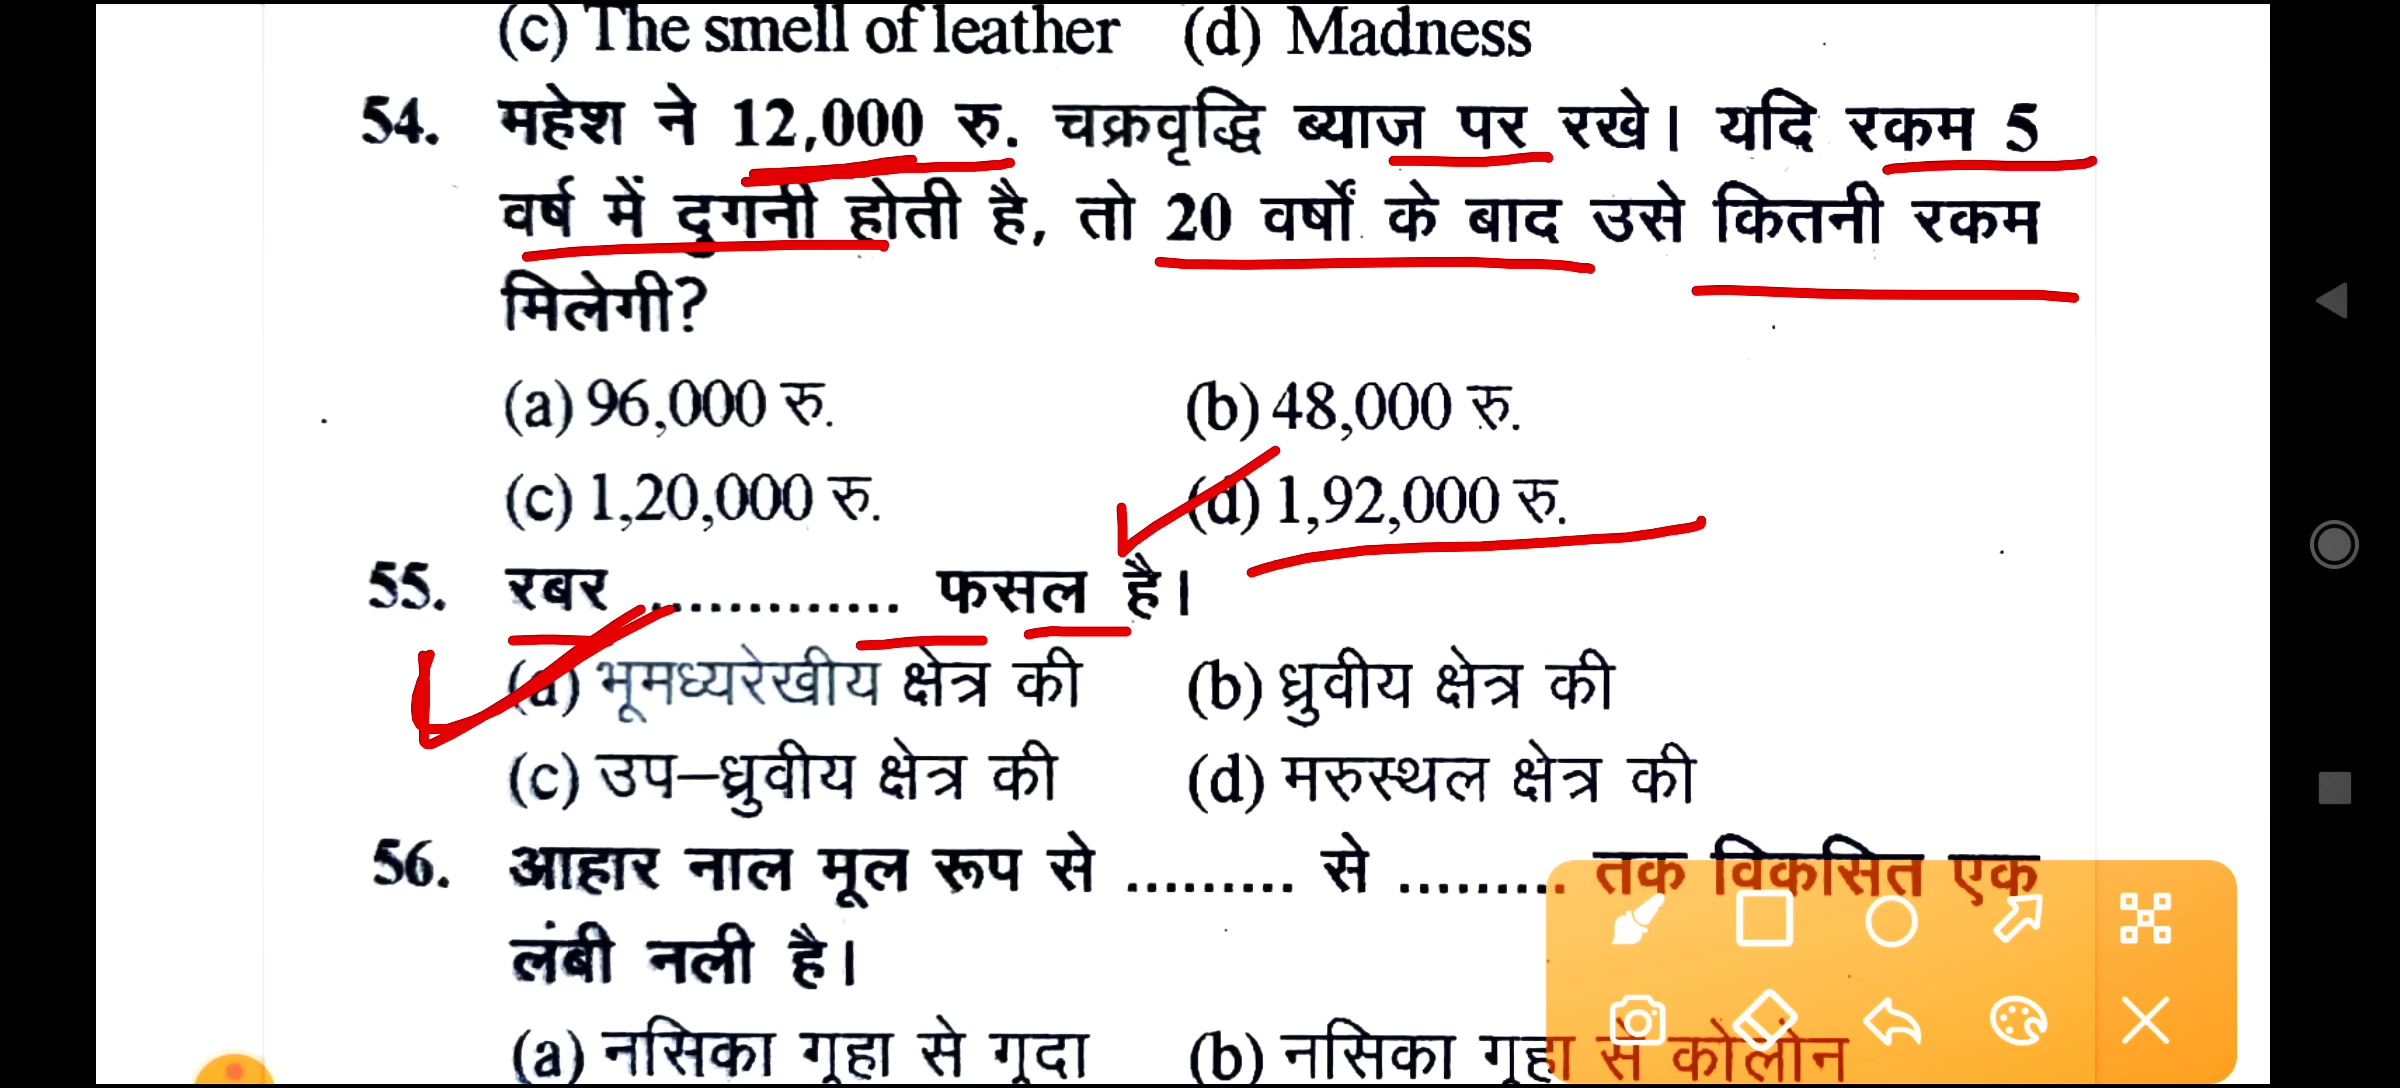 (c) The smell of leather (d) Madness
54. महेश ने 12,000 रु. चक्रवृद्धि ब्याज पर रखे। यदि रकम 5
वर्ष में दुगनी होती है, तो 20 वर्षों के बाद उसे कितनी रकम
मिलेगी?
(a) 96,000 रु. (b) 48,000 रु.
(c) 1,20,000 रु. (d) 1,92,000 रु.
55. रबर .............. फसल है।
(a) भूमध्यरेखीय क्षेत्र की (b) ध्रुवीय क्षेत्र की
(c) उप–ध्रुवीय क्षेत्र की (d) मरुस्थल क्षेत्र की
56. आहार नाल मूल रूप से ......... से ......... तक विकसित एक
लंबी नली है।
(a) नसिका गुहा से गुदा (b) नसिका गुहा से कोलोन